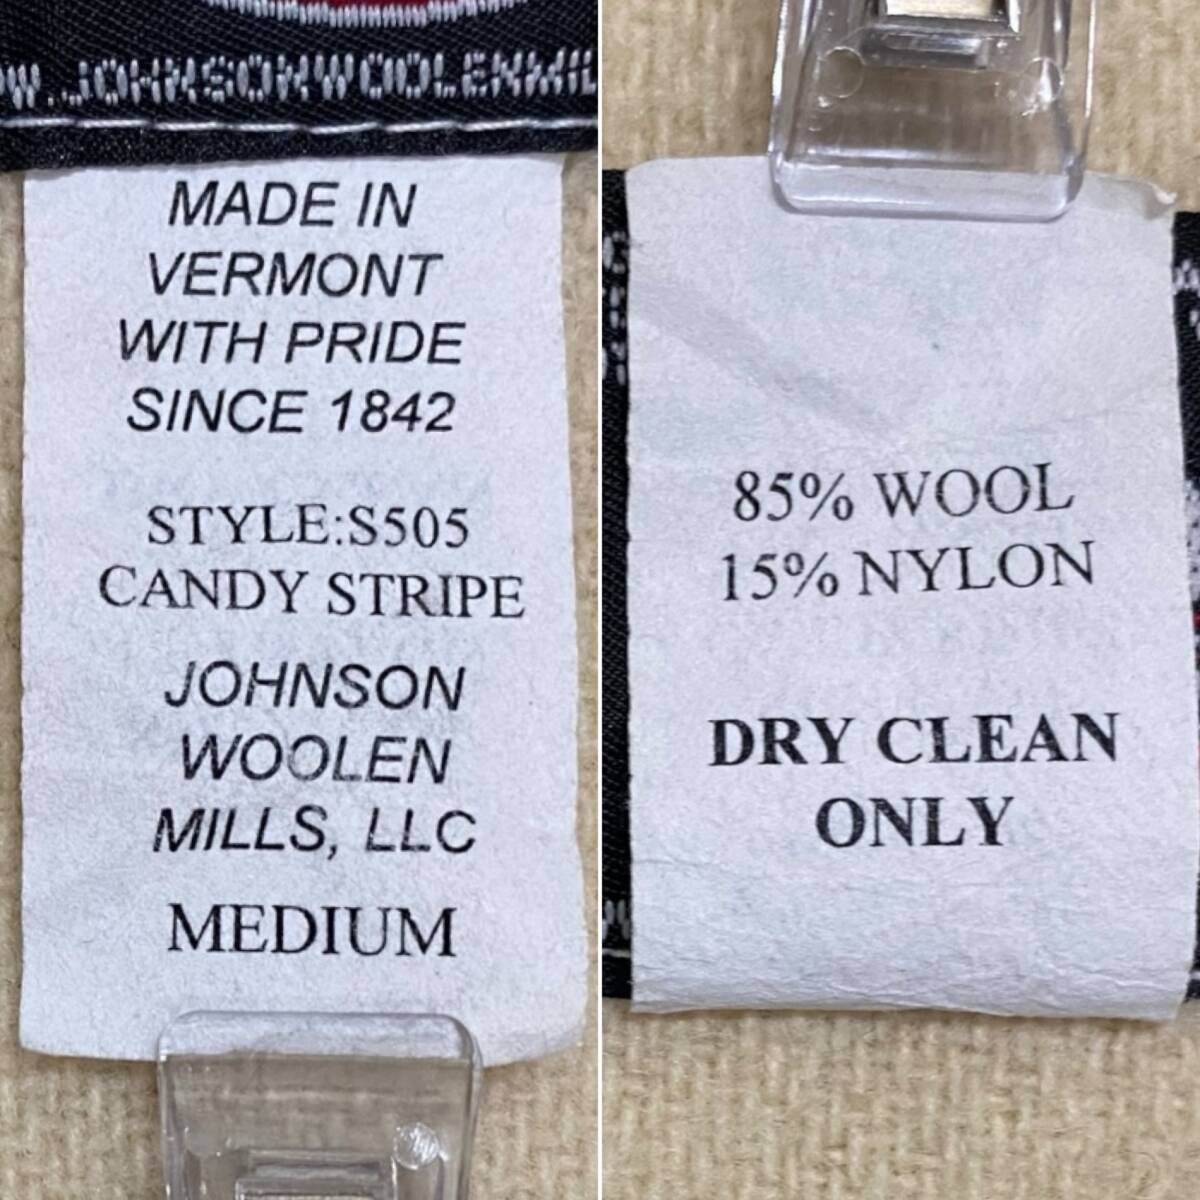 W.JOHNSONWOOLENMIL
MADE IN
VERMONT
WITH PRIDE
SINCE 1842
STYLE:S505
CANDY STRIPE
JOHNSON
WOOLEN
MILLS, LLC
MEDIUM
85% WOOL
15% NYLON
DRY CLEAN
ONLY